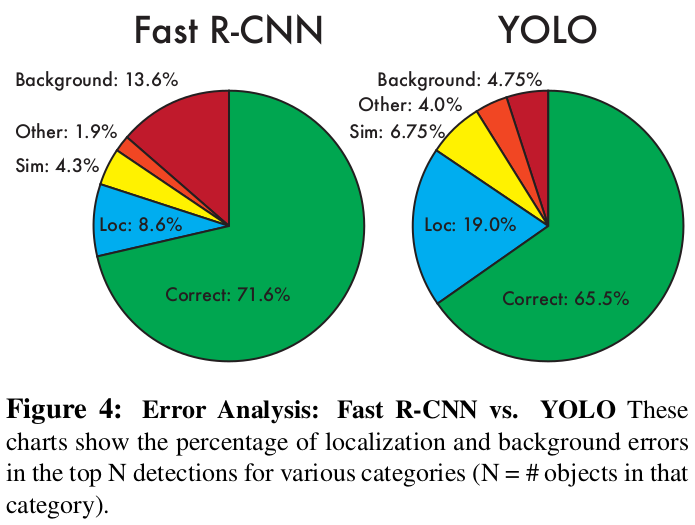 Fast R-CNN
Background: 13.6%
Other: 1.9%
Sim: 4.3%
Loc: 8.6%
Correct: 71.6%
YOLO
Background: 4.75%
Other: 4.0%
Sim: 6.75%
Loc: 19.0%
Correct: 65.5%
Figure 4: Error Analysis: Fast R-CNN vs. YOLO These
charts show the percentage of localization and background errors
in the top N detections for various categories (N = # objects in that
category).